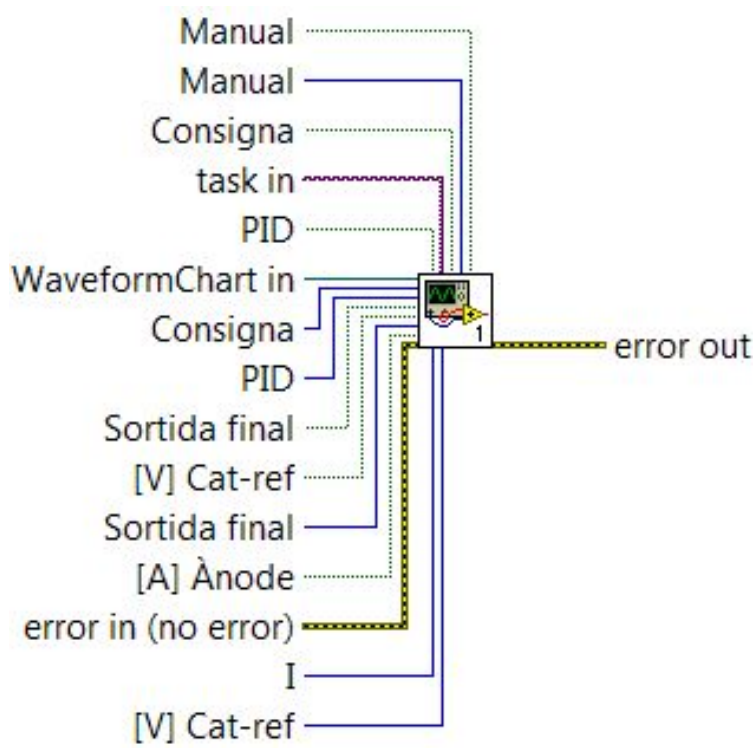 Manual
Manual
Consigna
task in
PID
WaveformChart in
Consigna
PID
Sortida final
[V] Cat-ref
Sortida final
[A] Ànode
error in (no error)
I
[V] Cat-ref
1
error out